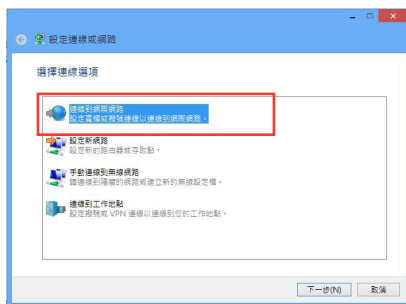 設定連線或網路
選擇連線選項
連線到網際網路
設定寬頻或撥號連線以連線到網際網路。
設定新網路
設定新的路由器或存取點。
手動連線到無線網路
請連線到隱藏的網路或建立新的無線設定檔。
連線到工作地點
設定撥號或 VPN 連線以連線到您的工作地點。
下一步(N)
取消